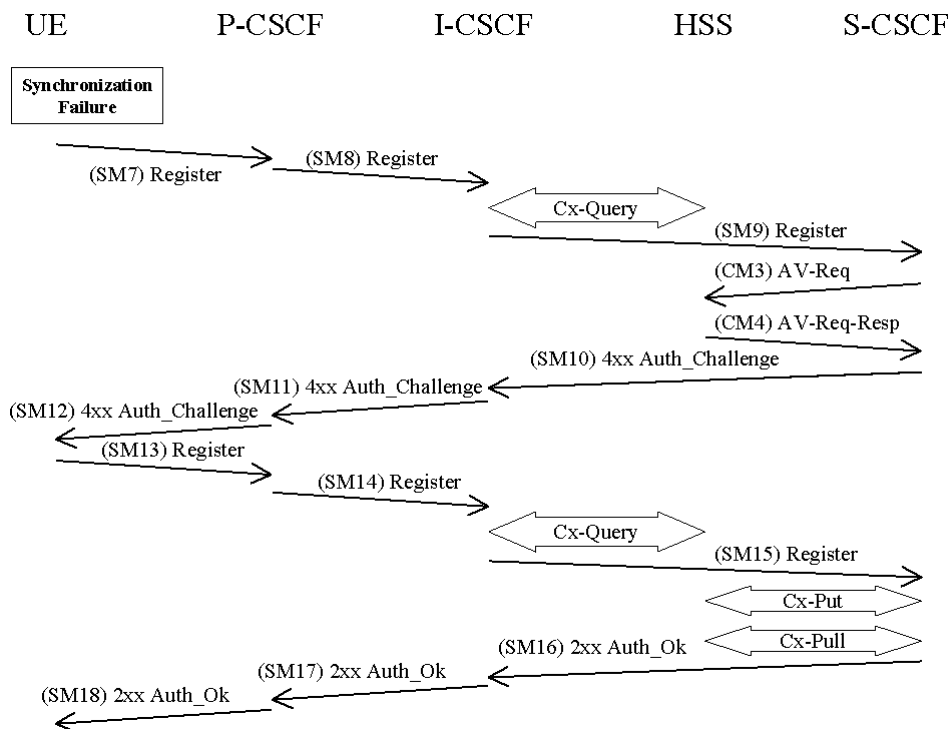 UE P-CSCF I-CSCF HSS S-CSCF
Synchronization
Failure
(SM7) Register
(SM8) Register
Cx-Query
(SM9) Register
(CM3) AV-Req
(CM4) AV-Req-Resp
(SM10) 4xx Auth_Challenge
(SM11) 4xx Auth_Challenge
(SM12) 4xx Auth_Challenge
(SM13) Register
(SM14) Register
Cx-Query
(SM15) Register
Cx-Put
Cx-Pull
(SM16) 2xx Auth_Ok
(SM17) 2xx Auth_Ok
(SM18) 2xx Auth_Ok